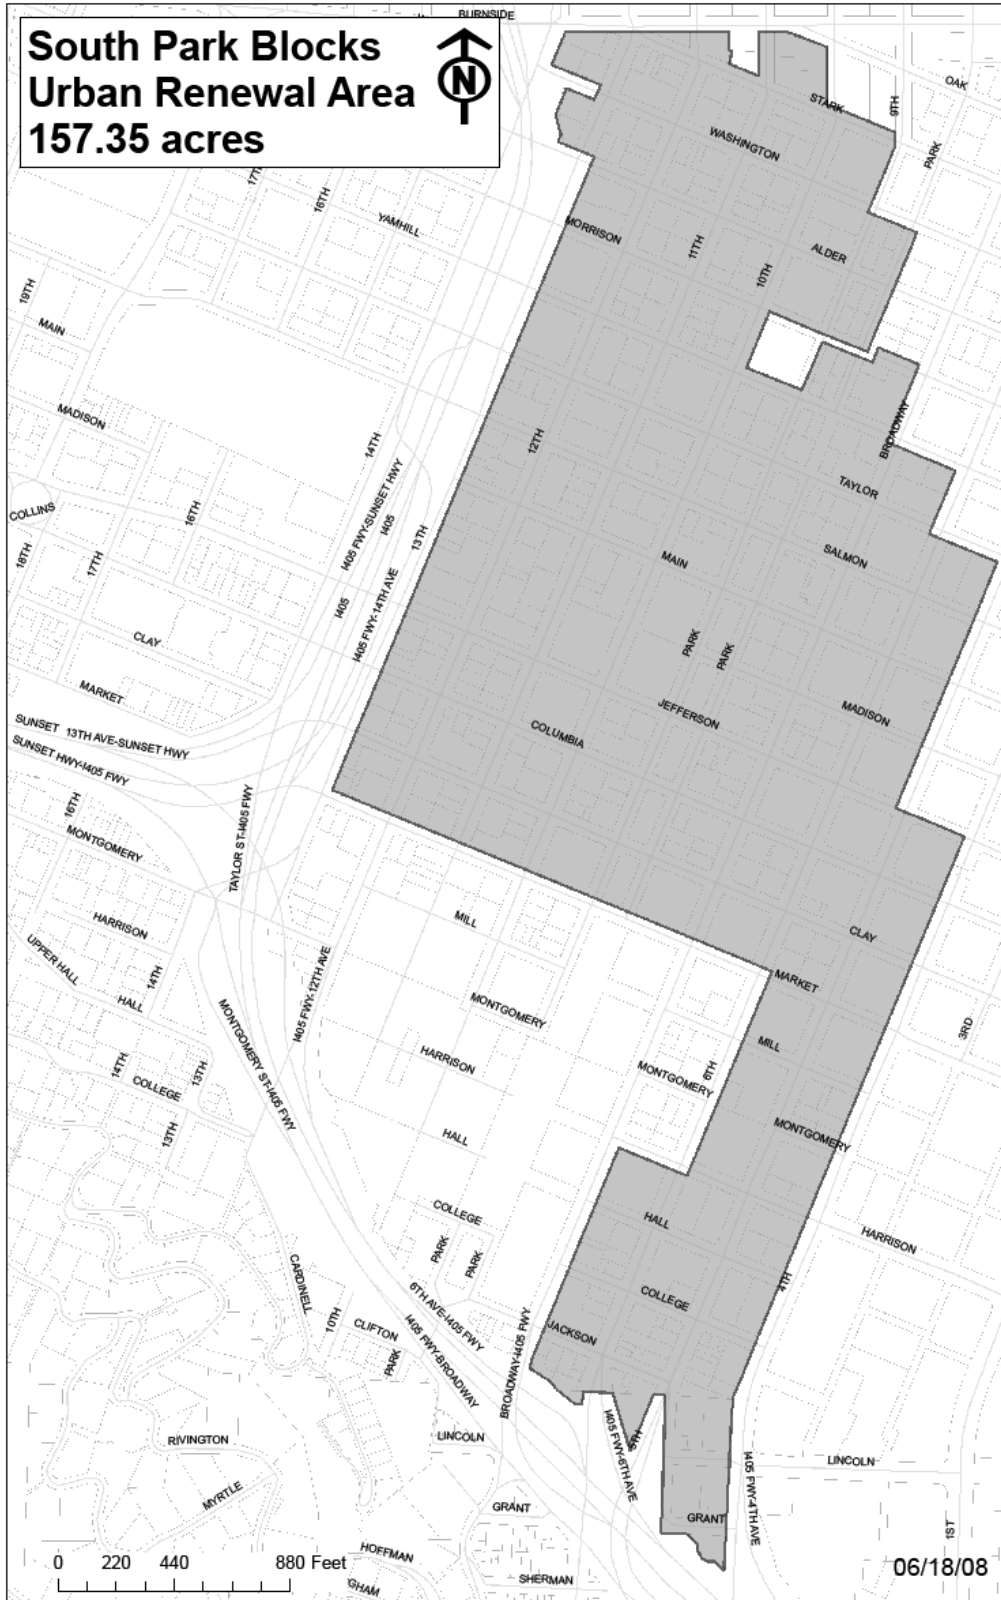 BURNSIDE
South Park Blocks
Urban Renewal Area
157.35 acres
N
OAK
STARK
9TH
WASHINGTON
PARK
17TH
16TH
YAMHILL
MORRISON
11TH
ALDER
10TH
19TH
MAIN
MADISON
14TH
12TH
BROADWAY
TAYLOR
COLLINS
16TH
I405 FWY-SUNSET HWY
I405
13TH
SALMON
MAIN
18TH
17TH
I405
I405 FWY-14TH AVE
CLAY
PARK
PARK
MARKET
JEFFERSON
MADISON
SUNSET
13TH AVE-SUNSET HWY
COLUMBIA
SUNSET HWY-I405 FWY
16TH
TAYLOR ST-I405 FWY
MONTGOMERY
HARRISON
MILL
CLAY
UPPER HALL
14TH
I405 FWY-12TH AVE
MARKET
HALL
MONTGOMERY
3RD
MONTGOMERY ST-I405 FWY
HARRISON
MILL
14TH
13TH
MONTGOMERY
6TH
COLLEGE
13TH
HALL
MONTGOMERY
COLLEGE
HALL
HARRISON
PARK
PARK
CARDINELL
6TH AVE-I405 FWY
COLLEGE
4TH
10TH
CLIFTON
PARK
I405 FWY-BROADWAY
BROADWAY-I405 FWY
JACKSON
RIVINGTON
LINCOLN
I405 FWY-6TH AVE
5TH
LINCOLN
MYRTLE
GRANT
GRANT
I405 FWY-4TH AVE
1ST
HOFFMAN
GHAM
SHERMAN
0 220 440 880 Feet
06/18/08